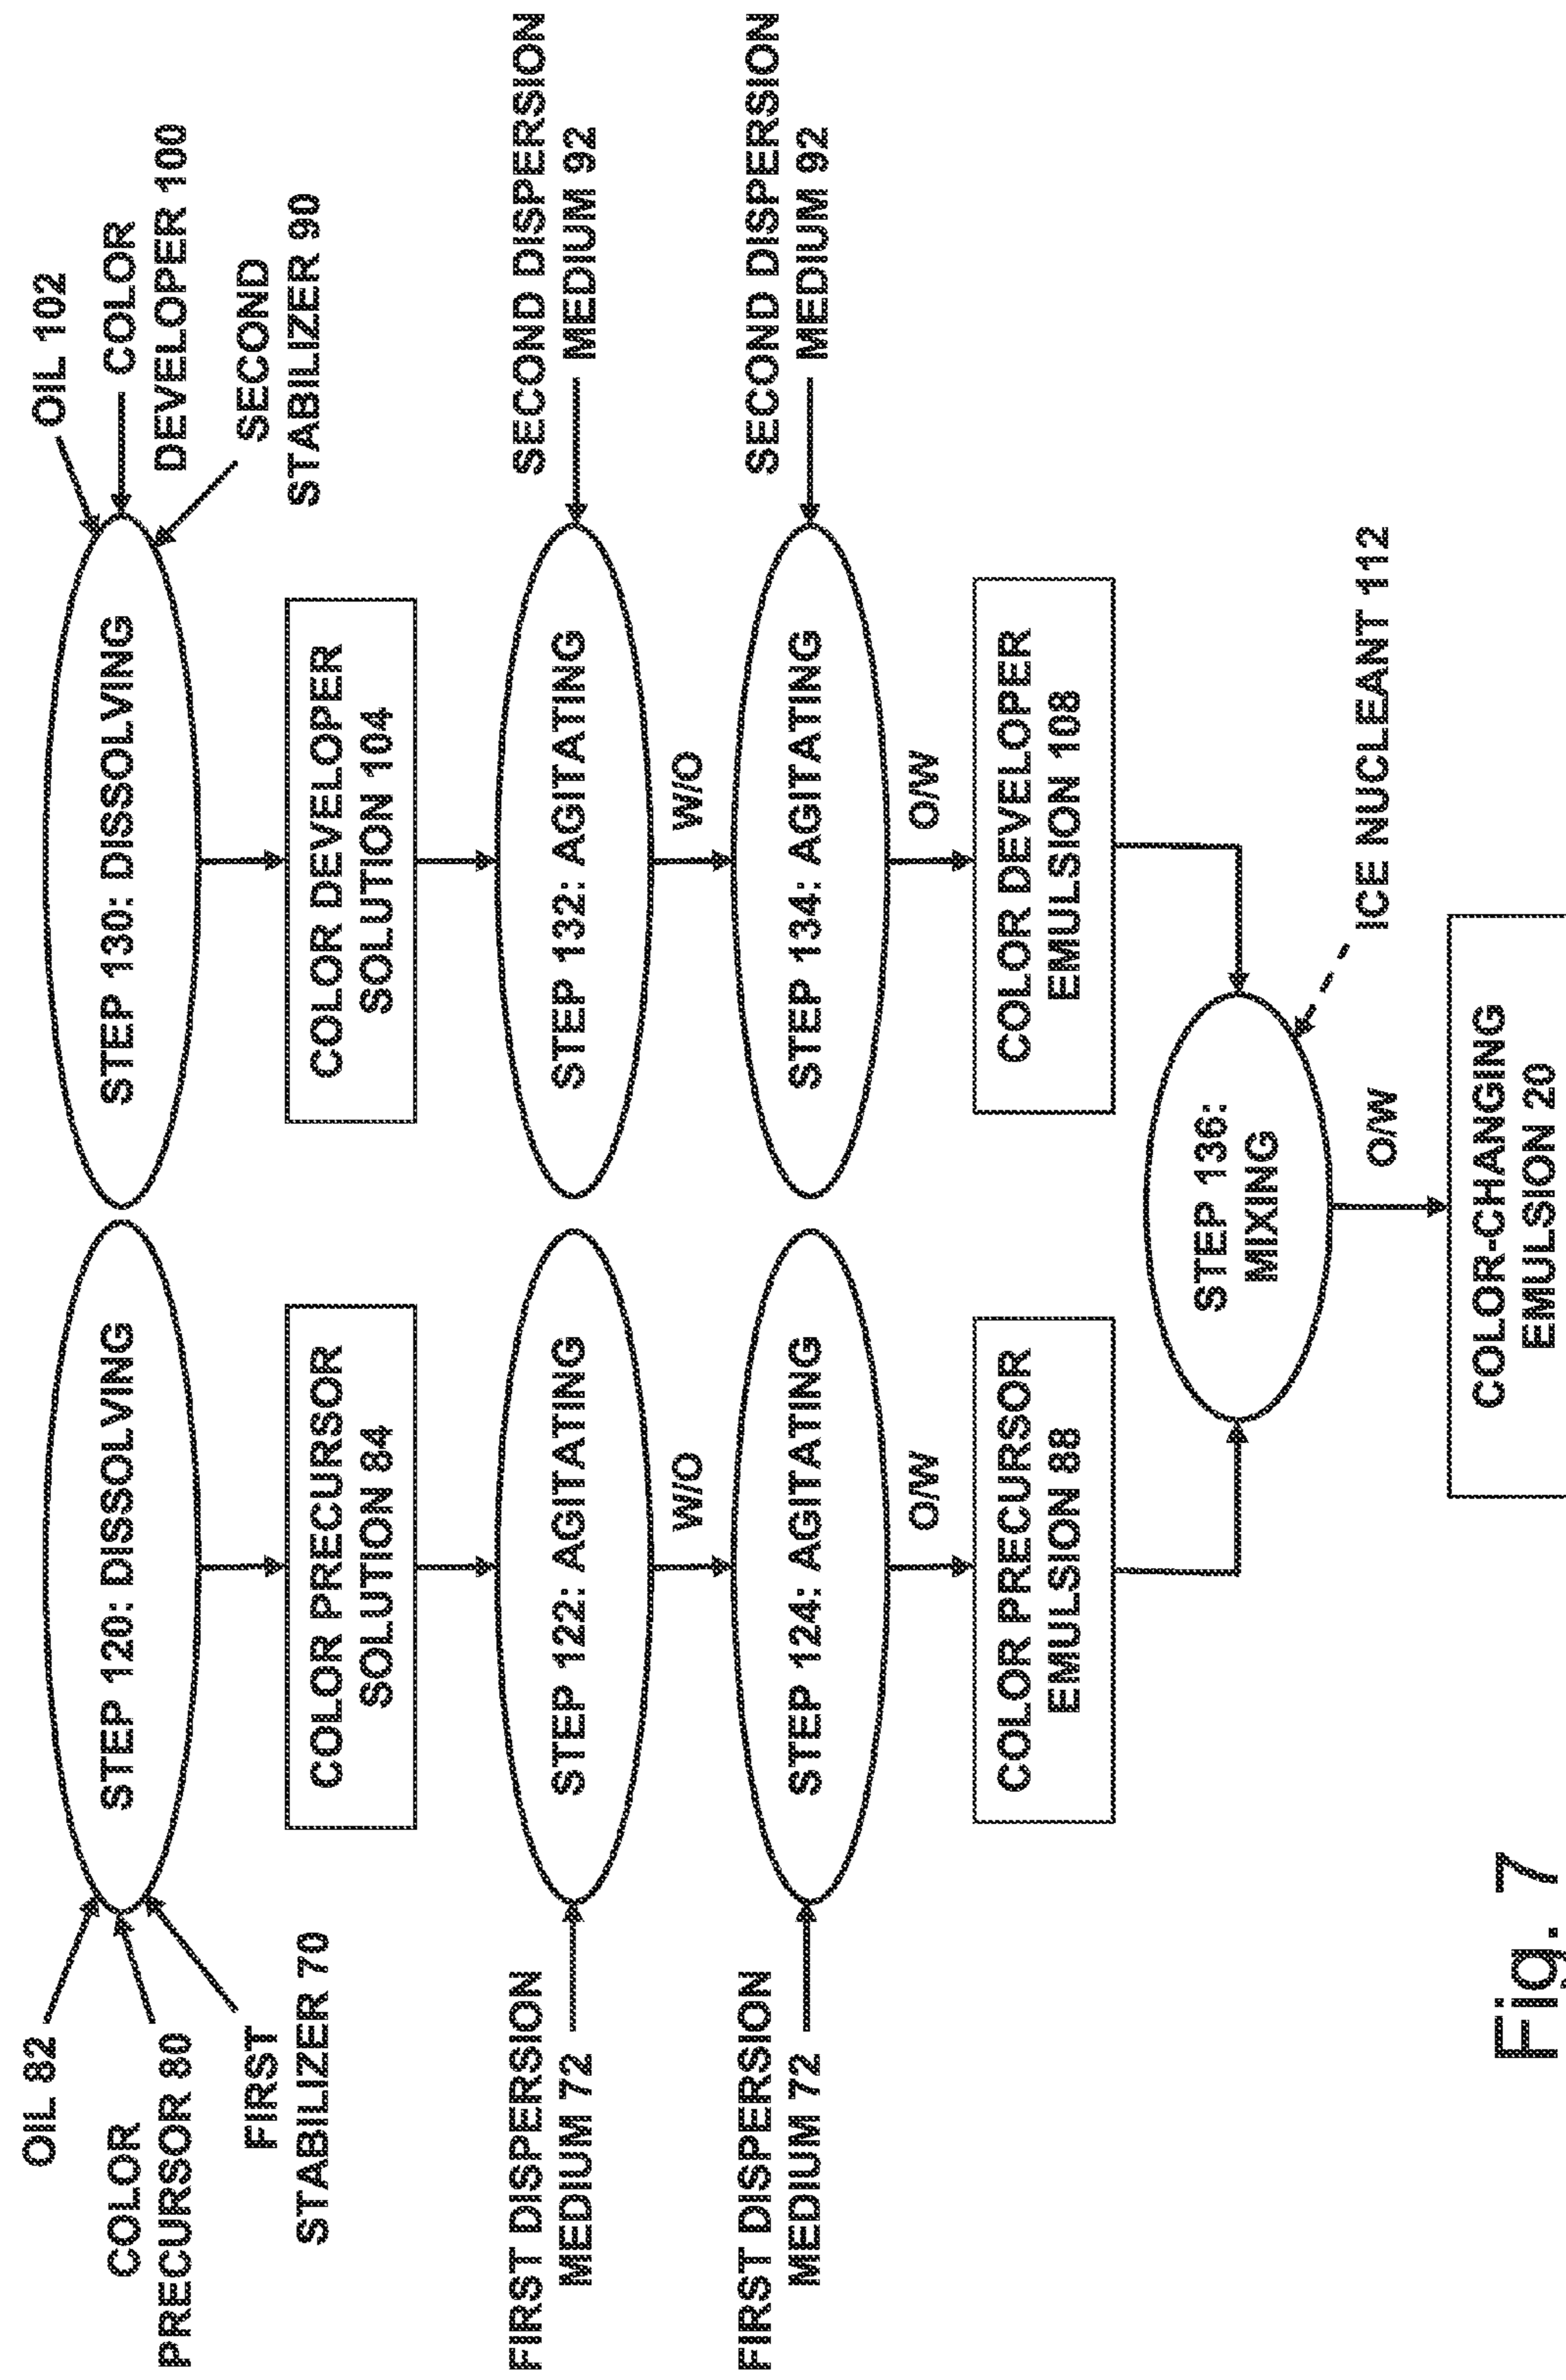 OIL 82
COLOR
PRECURSOR 80
FIRST
STABILIZER 70
STEP 120: DISSOLVING
STEP 130: DISSOLVING
OIL 102
COLOR
DEVELOPER 100
SECOND
STABILIZER 90
COLOR PRECURSOR
SOLUTION 84
COLOR DEVELOPER
SOLUTION 104
FIRST DISPERSION
MEDIUM 72
STEP 122: AGITATING
STEP 132: AGITATING
SECOND DISPERSION
MEDIUM 92
W/O
W/O
FIRST DISPERSION
MEDIUM 72
STEP 124: AGITATING
STEP 134: AGITATING
SECOND DISPERSION
MEDIUM 92
O/W
O/W
COLOR PRECURSOR
EMULSION 88
COLOR DEVELOPER
EMULSION 108
STEP 136:
MIXING
ICE NUCLEANT 112
O/W
COLOR-CHANGING
EMULSION 20
Fig. 7